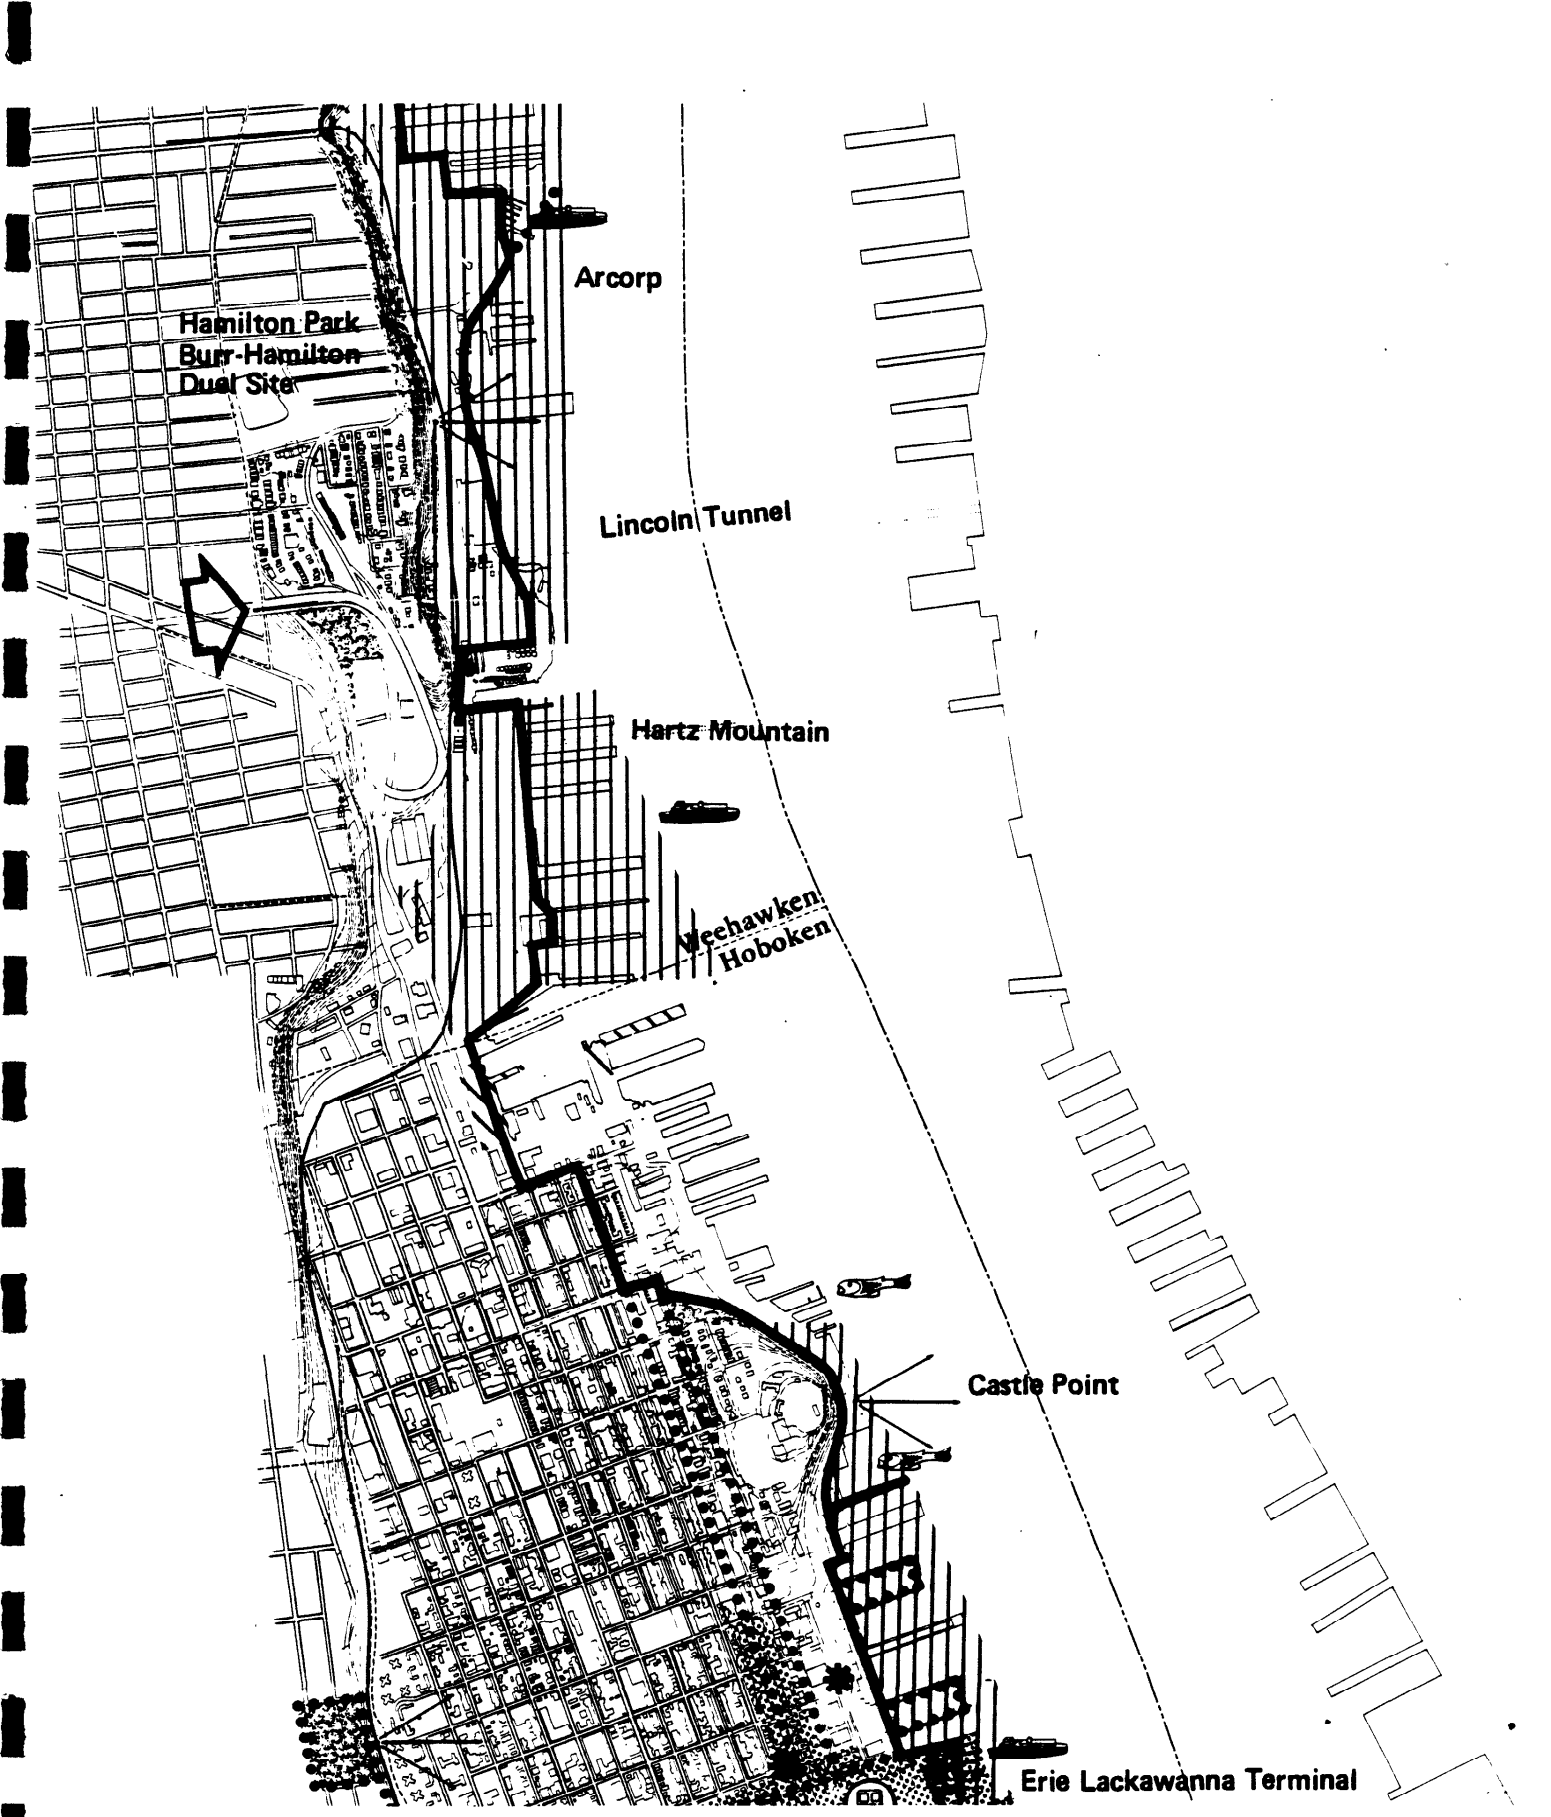 Arcorp
Hamilton Park
Burr-Hamilton
Duel Site
Lincoln Tunnel
Hartz Mountain
Weehawken
Hoboken
Castle Point
Erie Lackawanna Terminal